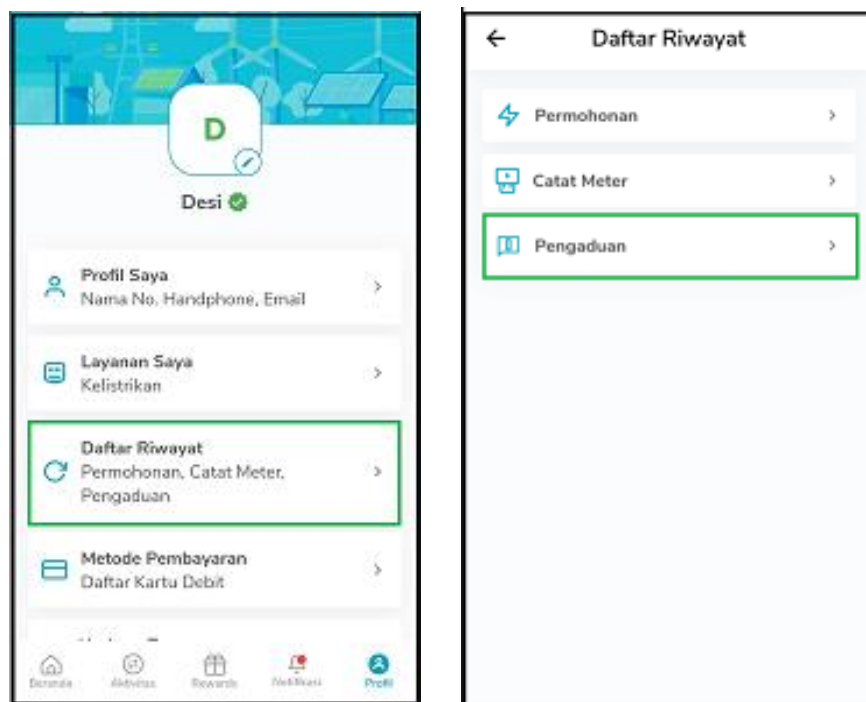 D
Desi
Profil Saya
Nama No. Handphone, Email
Layanan Saya
Kelistrikan
Daftar Riwayat
Permohonan, Catat Meter,
Pengaduan
Metode Pembayaran
Daftar Kartu Debit
Beranda
Aktivitas
Rewards
Notifikasi
Profil
Daftar Riwayat
Permohonan
Catat Meter
Pengaduan